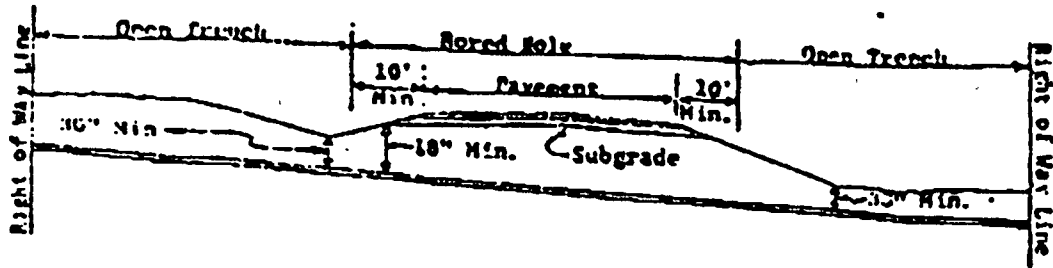 Right of Way Line
Open Trench
Bored Hole
Open Trench
Right of Way Line
10' Min.
Pavement
10' Min.
Min
18" Min.
Subgrade
Min.